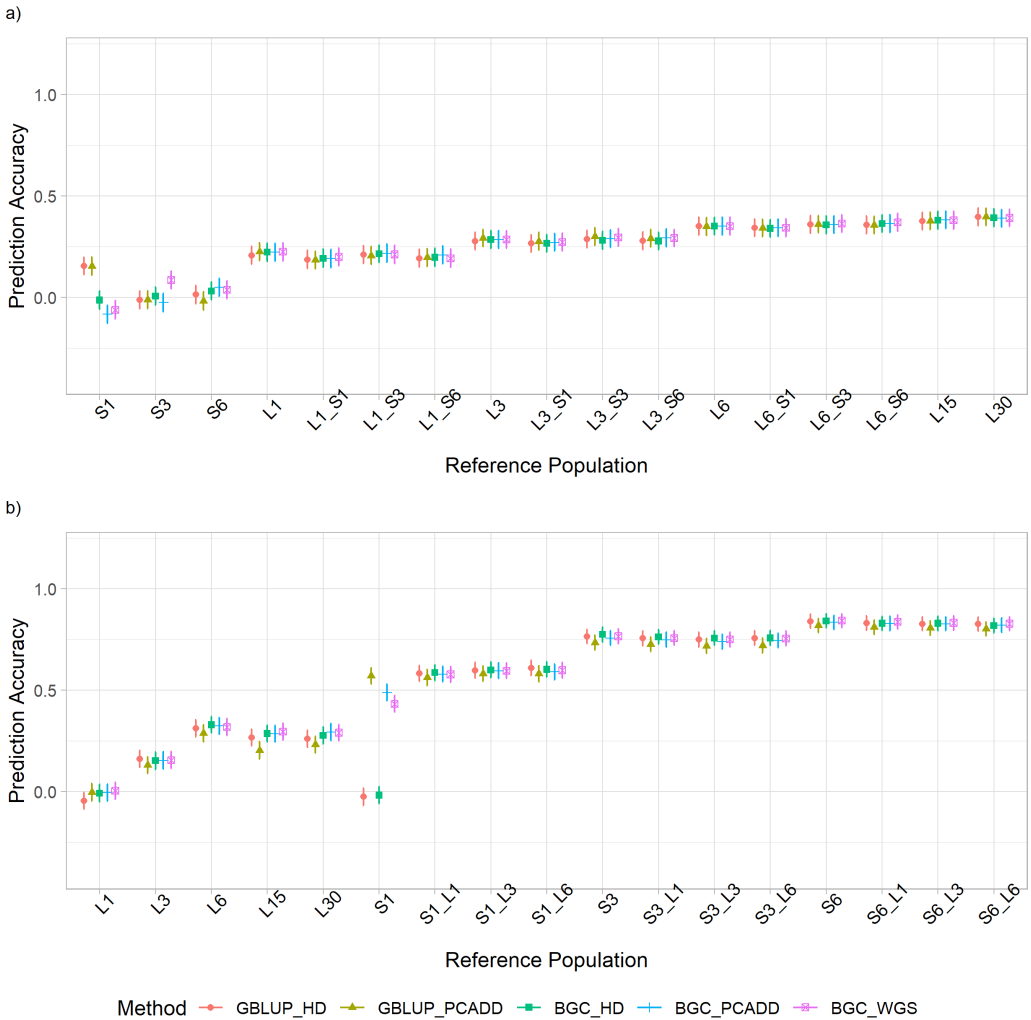 a)
Prediction Accuracy
1.0
0.5
0.0
S1 S3 S6 L1 L1_S1 L1_S3 L1_S6 L3 L3_S1 L3_S3 L3_S6 L6 L6_S1 L6_S3 L6_S6 L15 L30
Reference Population
b)
Prediction Accuracy
1.0
0.5
0.0
L1 L3 L6 L15 L30 S1 S1_L1 S1_L3 S1_L6 S3 S3_L1 S3_L3 S3_L6 S6 S6_L1 S6_L3 S6_L6
Reference Population
Method GBLUP_HD GBLUP_PCADD BGC_HD BGC_PCADD BGC_WGS